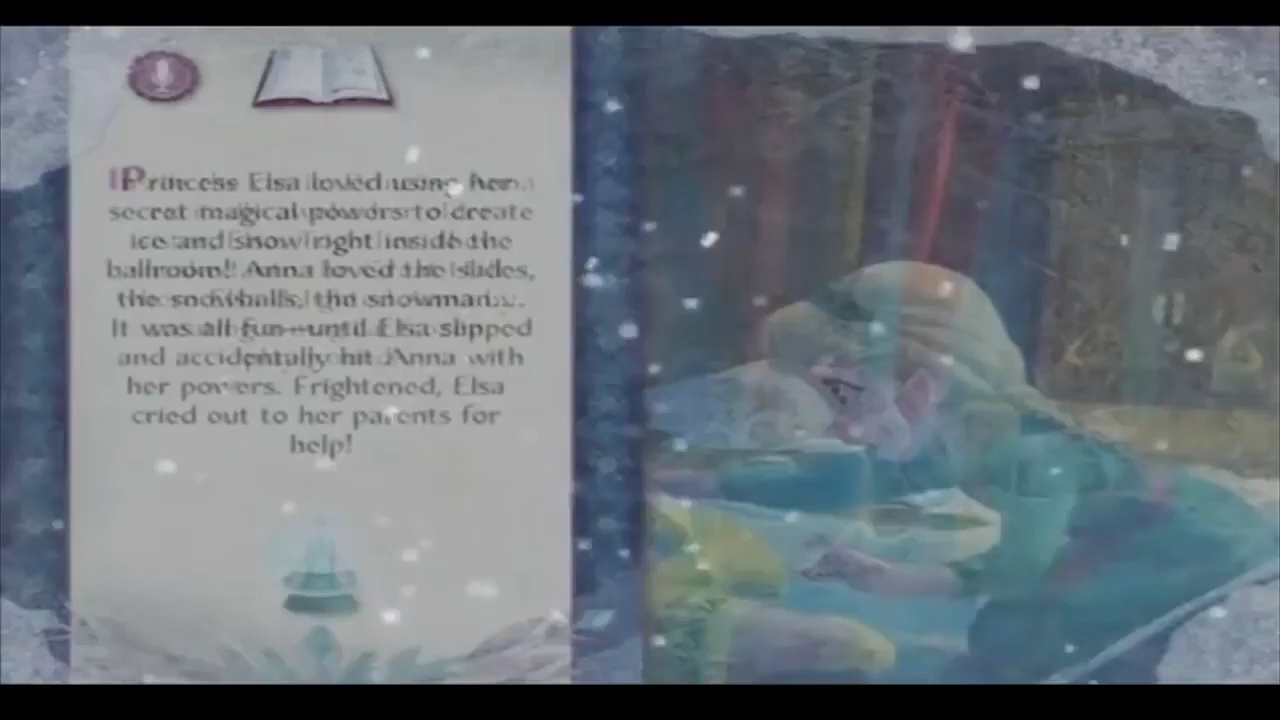 Princess Elsa loved using her
secret magical powers to create
ice and snow right inside the
ballroom! Anna loved the slides,
the snowballs, the snowman...
It was all fun—until Elsa slipped
and accidentally hit Anna with
her powers. Frightened, Elsa
cried out to her parents for
help!